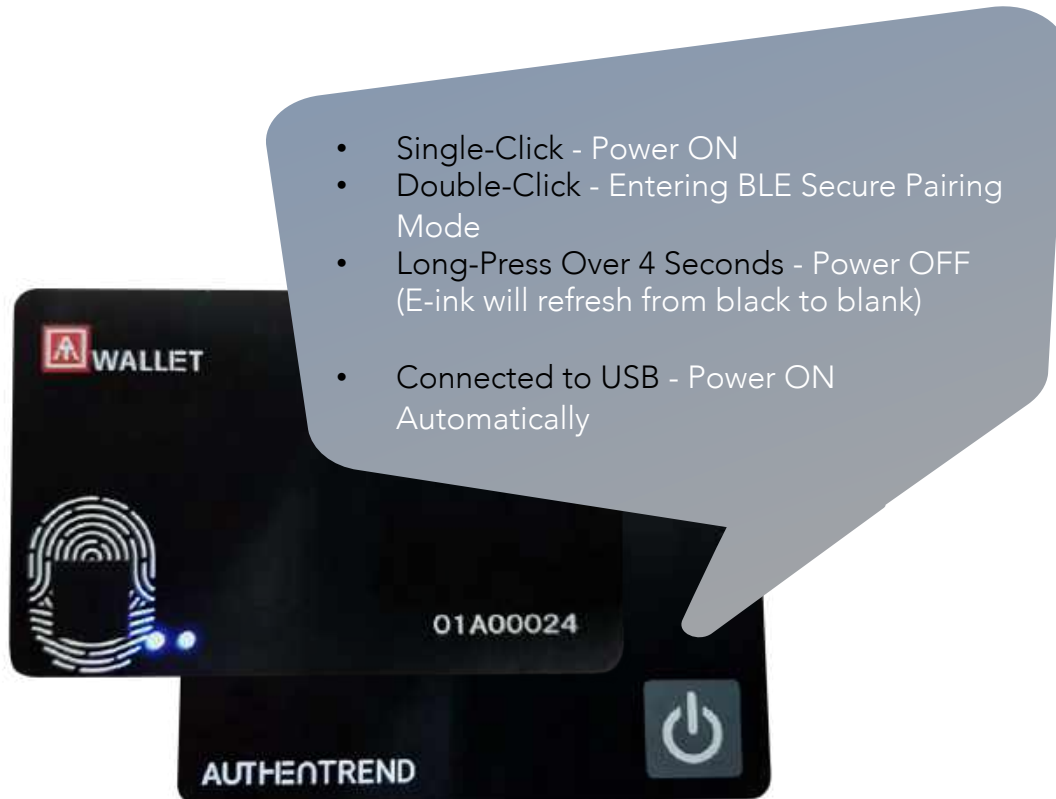 • Single-Click - Power ON
• Double-Click - Entering BLE Secure Pairing
Mode
• Long-Press Over 4 Seconds - Power OFF
(E-ink will refresh from black to blank)
• Connected to USB - Power ON
Automatically
WALLET
01A00024
AUTHENTREND